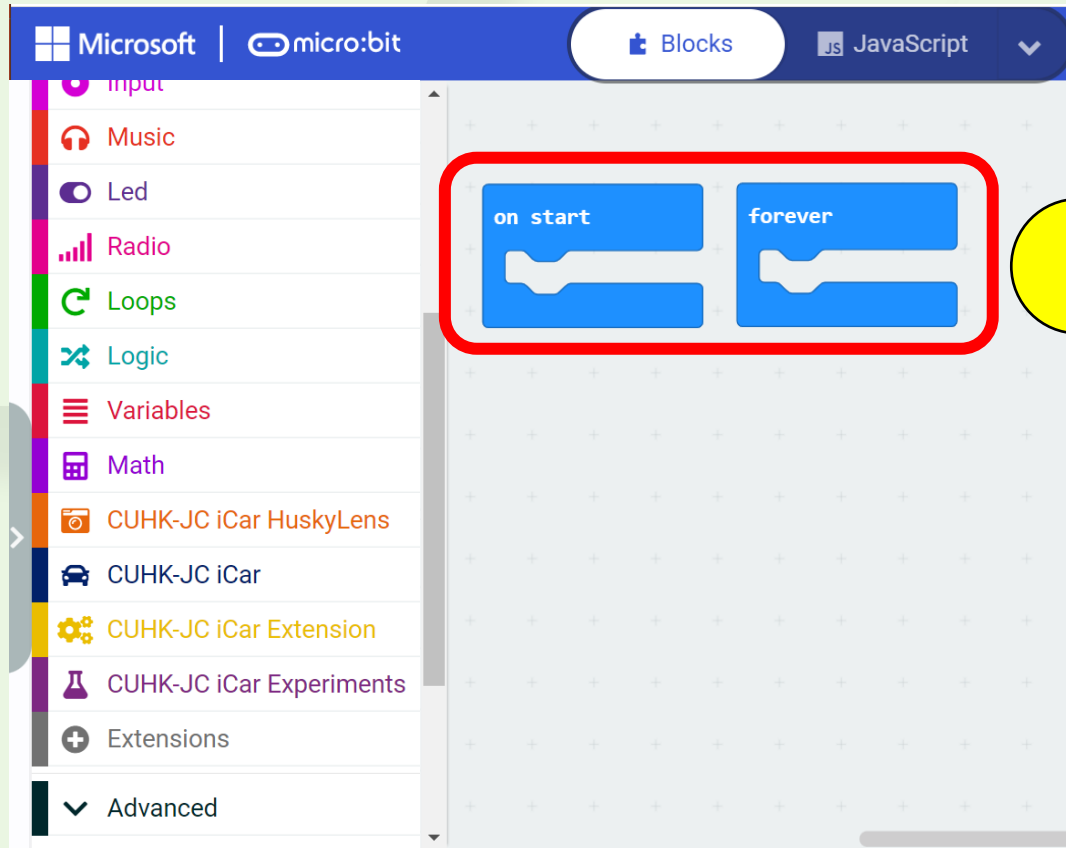 Microsoft | micro:bit
Blocks
JS JavaScript
Input
Music
Led
Radio
Loops
Logic
Variables
Math
CUHK-JC iCar HuskyLens
CUHK-JC iCar
CUHK-JC iCar Extension
CUHK-JC iCar Experiments
Extensions
Advanced
on start
forever